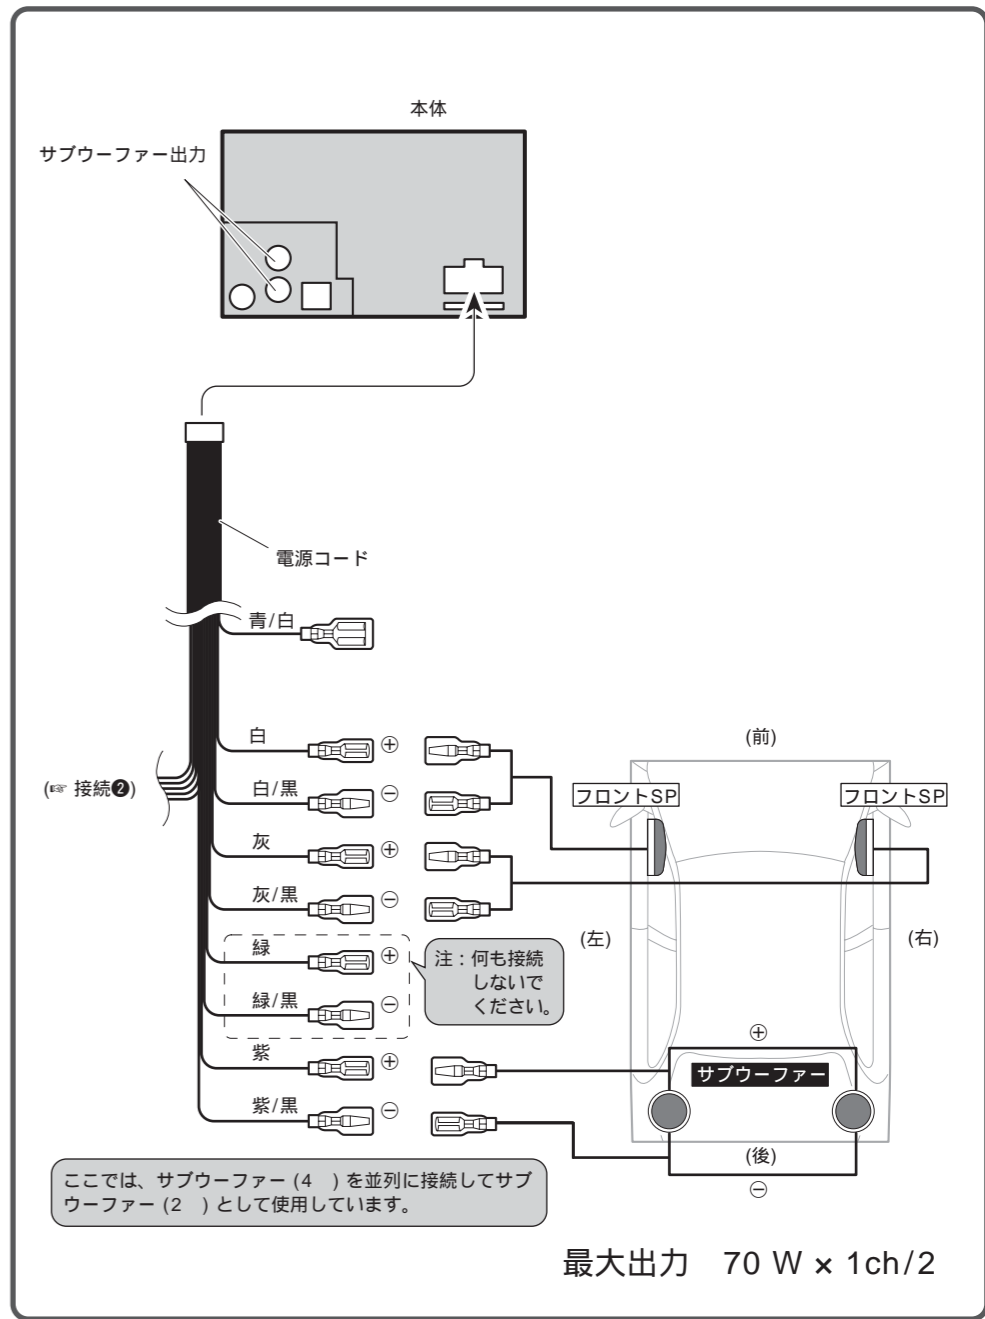 本体
サブウーファー出力
電源コード
青/白
白 ⊕
(☞ 接続❷)
白/黒 ⊖
灰 ⊕
灰/黒 ⊖
緑 ⊕
緑/黒 ⊖
紫 ⊕
紫/黒 ⊖
注：何も接続
しないで
ください。
(前)
フロントSP
フロントSP
(左)
(右)
⊕
サブウーファー
(後)
⊖
ここでは、サブウーファー (4　) を並列に接続してサブ
ウーファー (2　) として使用しています。
最大出力　70 W × 1ch/2